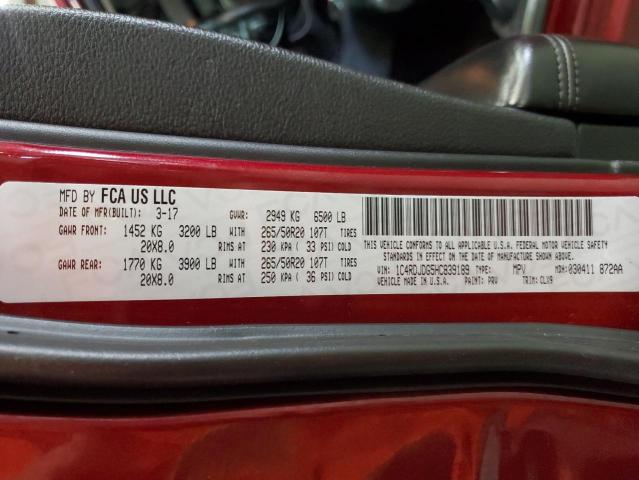 MFD BY FCA US LLC
DATE OF MFR(BUILT): 3-17 GVWR: 2949 KG 6500 LB
GAWR FRONT: 1452 KG 3200 LB WITH 265/50R20 107T TIRES
20X8.0 RIMS AT 230 KPA ( 33 PSI) COLD
GAWR REAR: 1770 KG 3900 LB WITH 265/50R20 107T TIRES
20X8.0 RIMS AT 250 KPA ( 36 PSI) COLD
THIS VEHICLE CONFORMS TO ALL APPLICABLE U.S.A. FEDERAL MOTOR VEHICLE SAFETY
STANDARDS IN EFFECT ON THE DATE OF MANUFACTURE SHOWN ABOVE.
VIN: 1C4RDJDG5HC839189 TYPE: MPV MDH: 030411 872AA
VEHICLE MADE IN U.S.A. PAINT: PRV TRIM: CLX9